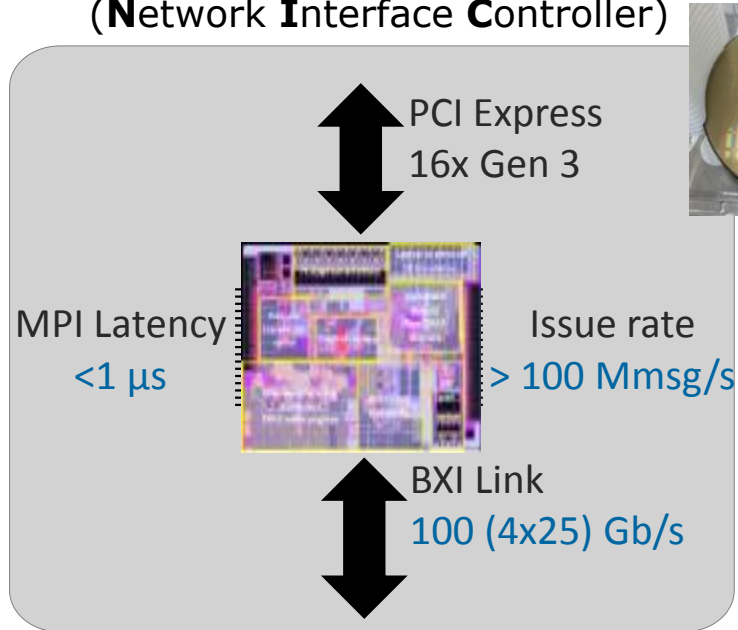 (Network Interface Controller)
PCI Express
16x Gen 3
MPI Latency
<1 μs
Issue rate
> 100 Mmsg/s
BXI Link
100 (4x25) Gb/s